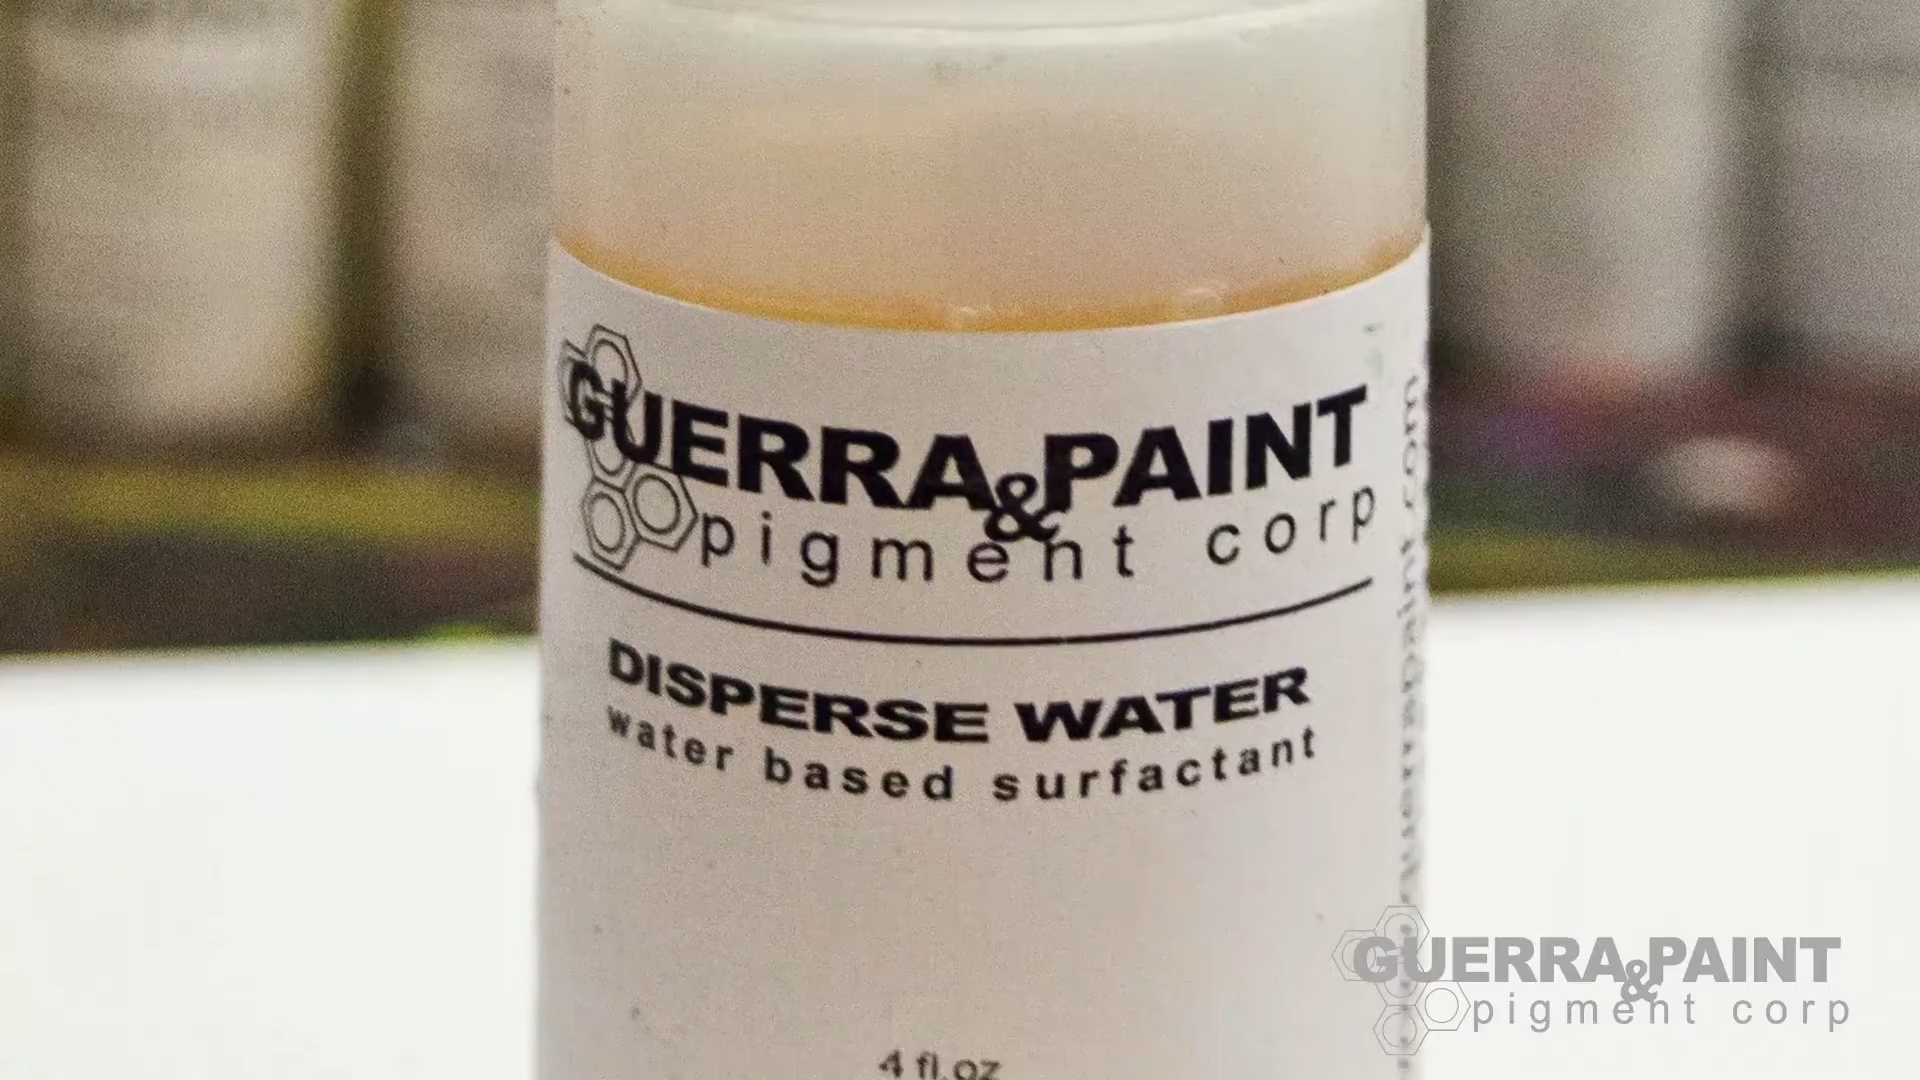 GUERRA & PAINT
pigment corp
DISPERSE WATER
water based surfactant
4 fl.oz
GUERRA & PAINT
pigment corp